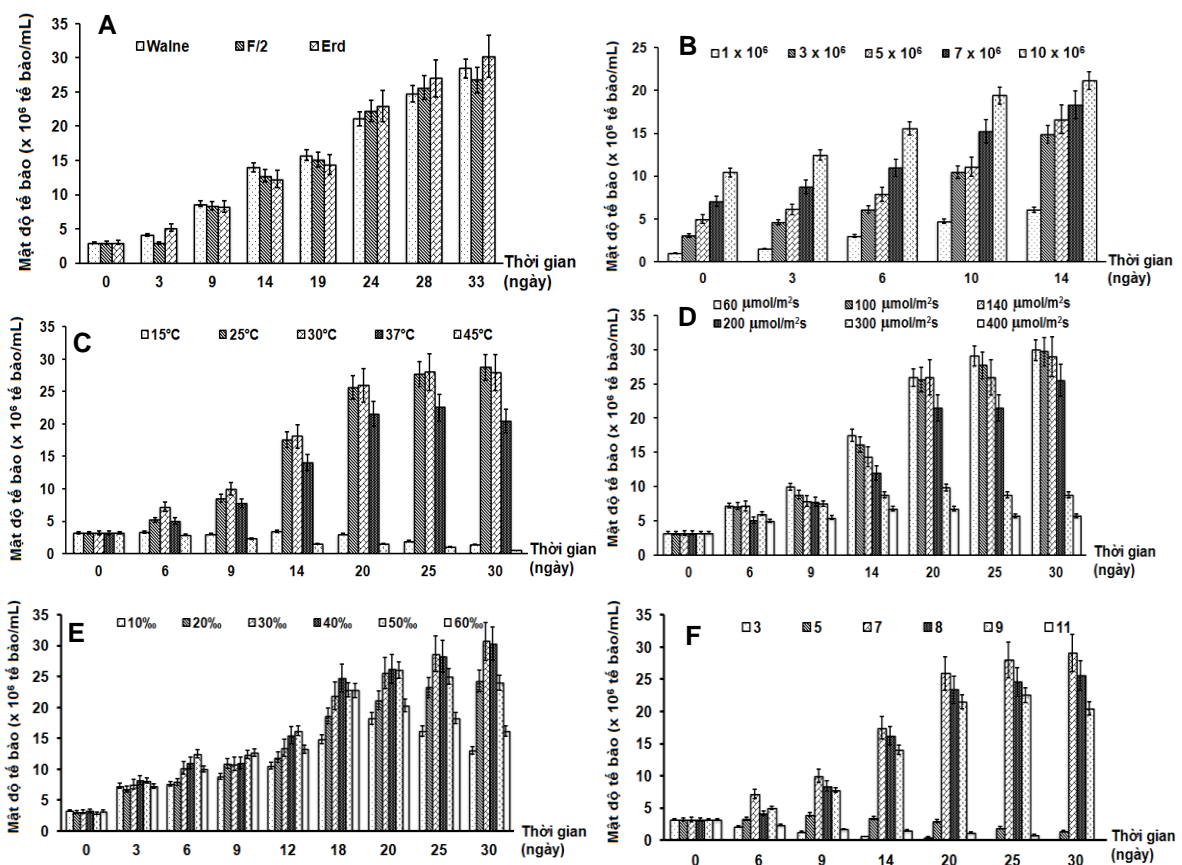 A
Mật độ tế bào (x 10⁶ tế bào/mL)
35
30
25
20
15
10
5
0
Walne F/2 Erd
0 3 9 14 19 24 28 33
Thời gian
(ngày)
B
Mật độ tế bào (x 10⁶ tế bào/mL)
25
20
15
10
5
0
1 x 10⁶ 3 x 10⁶ 5 x 10⁶ 7 x 10⁶ 10 x 10⁶
0 3 6 10 14
Thời gian
(ngày)
C
Mật độ tế bào (x 10⁶ tế bào/mL)
35
30
25
20
15
10
5
0
15ºC 25ºC 30ºC 37ºC 45ºC
0 6 9 14 20 25 30
Thời gian
(ngày)
D
Mật độ tế bào (x 10⁶ tế bào/mL)
35
30
25
20
15
10
5
0
60 µmol/m²s 100 µmol/m²s 140 µmol/m²s
200 µmol/m²s 300 µmol/m²s 400 µmol/m²s
0 6 9 14 20 25 30
Thời gian
(ngày)
E
Mật độ tế bào (x 10⁶ tế bào/mL)
35
30
25
20
15
10
5
0
10‰ 20‰ 30‰ 40‰ 50‰ 60‰
0 3 6 9 12 18 20 25 30
Thời gian
(ngày)
F
Mật độ tế bào (x 10⁶ tế bào/mL)
35
30
25
20
15
10
5
0
3 5 7 8 9 11
0 6 9 14 20 25 30
Thời gian
(ngày)